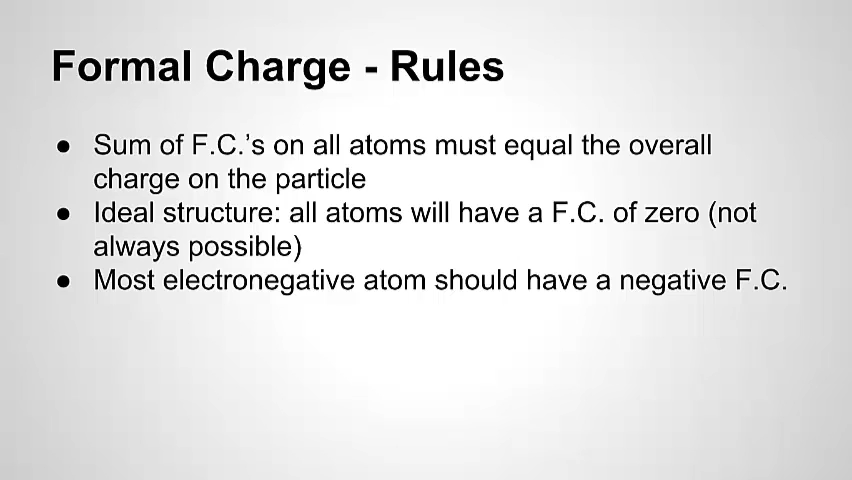 Formal Charge - Rules
● Sum of F.C.'s on all atoms must equal the overall
charge on the particle
● Ideal structure: all atoms will have a F.C. of zero (not
always possible)
● Most electronegative atom should have a negative F.C.